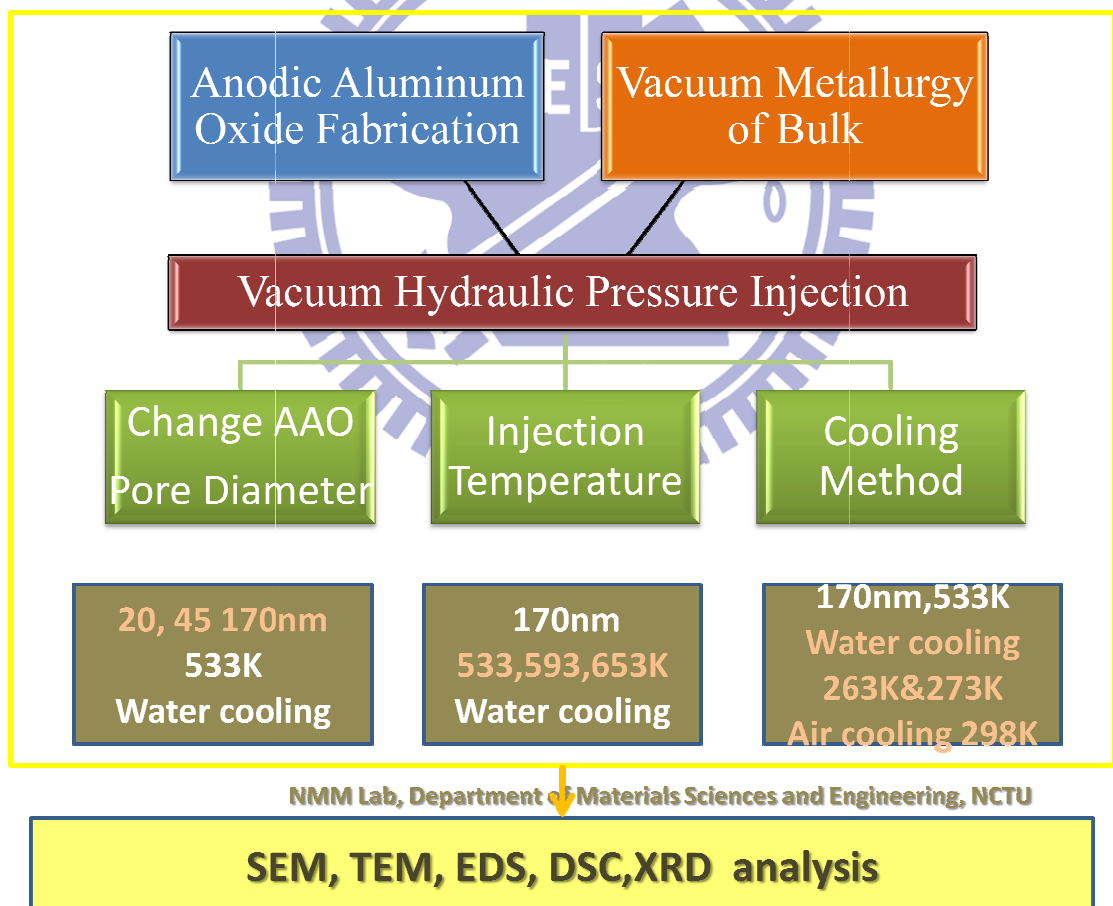 Anodic Aluminum
Oxide Fabrication
Vacuum Metallurgy
of Bulk
ES
Vacuum Hydraulic Pressure Injection
Change AAO
Pore Diameter
Injection
Temperature
Cooling
Method
20, 45 170nm
533K
Water cooling
170nm
533,593,653K
Water cooling
170nm,533K
Water cooling
263K&273K
Air cooling 298K
NMM Lab, Department of Materials Sciences and Engineering, NCTU
SEM, TEM, EDS, DSC,XRD analysis